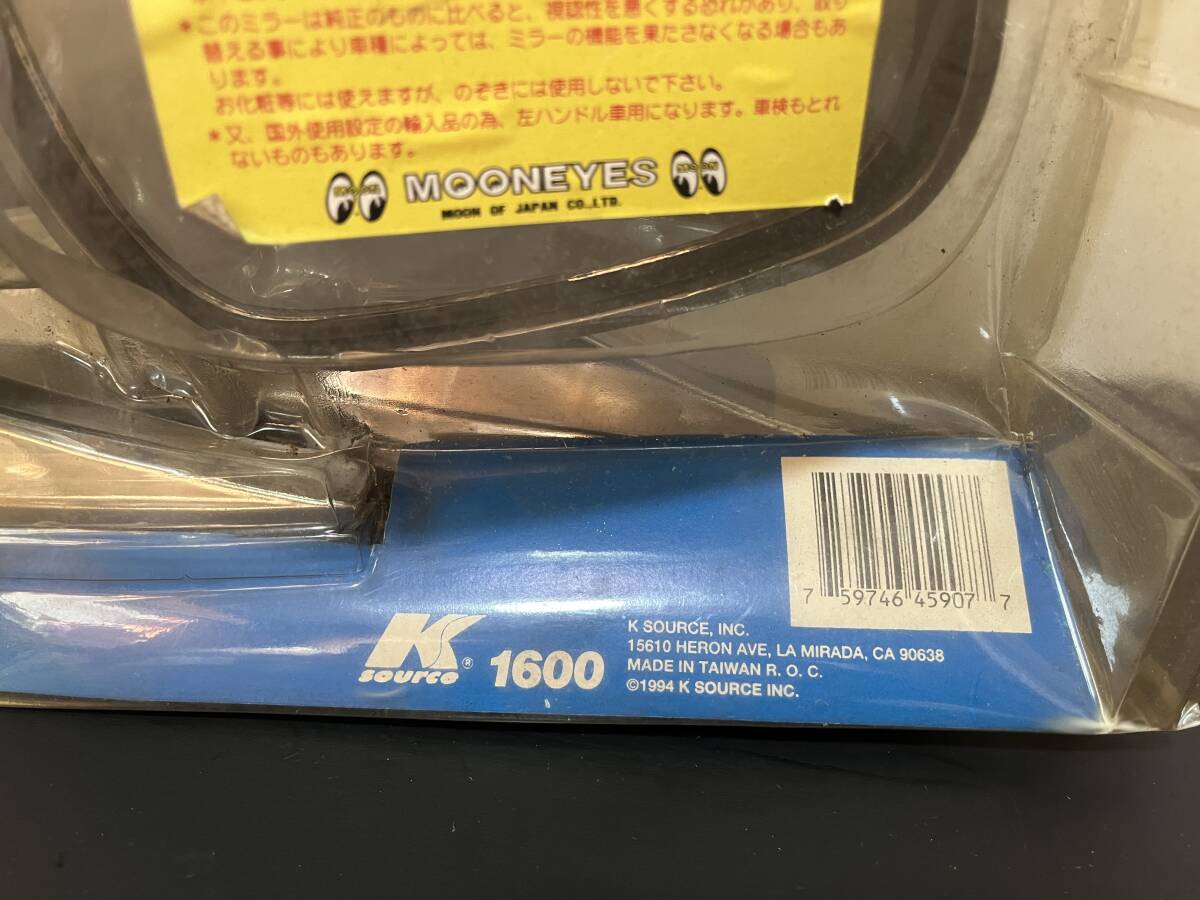 *このミラーは純正のものに比べると、視認性を悪くする恐れがあり、取り
替える事により車種によっては、ミラーの機能を果たさなくなる場合もあ
ります。
お化粧等には使えますが、のぞきには使用しないで下さい。
*又、国外使用設定の輸入品の為、左ハンドル車用になります。車検もとれ
ないものもあります。
MOON MOONEYES MOON
MOON OF JAPAN CO.,LTD.
7 59746 45907 7
K source® 1600
K SOURCE, INC.
15610 HERON AVE, LA MIRADA, CA 90638
MADE IN TAIWAN R. O. C.
©1994 K SOURCE INC.